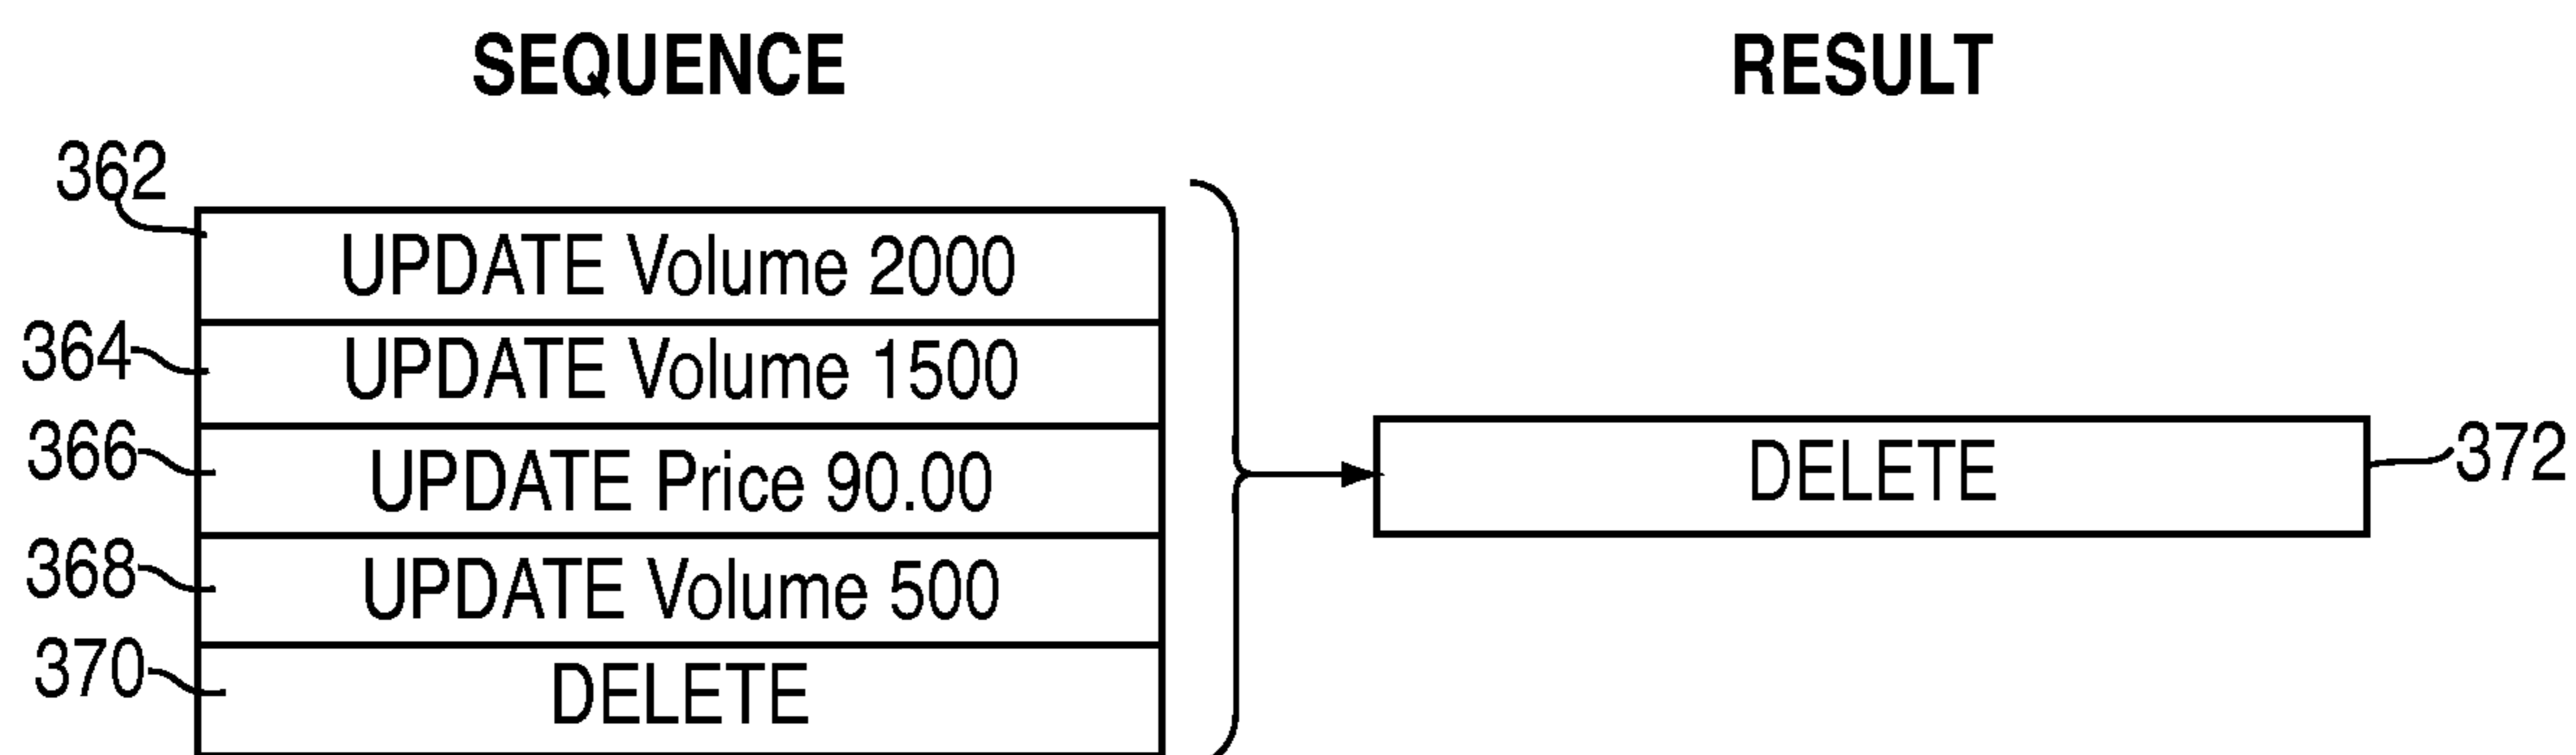 SEQUENCE RESULT
362
UPDATE Volume 2000
364 UPDATE Volume 1500
366 UPDATE Price 90.00
DELETE 372
368 UPDATE Volume 500
370 DELETE